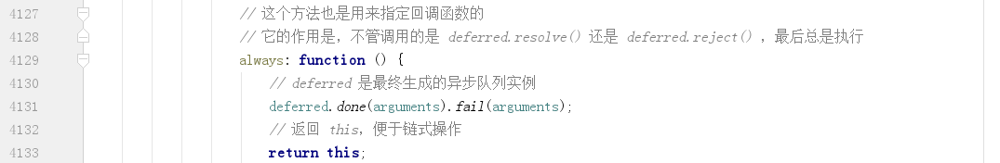 4127 // 这个方法也是用来指定回调函数的
4128 // 它的作用是，不管调用的是 deferred.resolve() 还是 deferred.reject() ，最后总是执行
4129 always: function () {
4130 // deferred 是最终生成的异步队列实例
4131 deferred.done(arguments).fail(arguments);
4132 // 返回 this，便于链式操作
4133 return this;